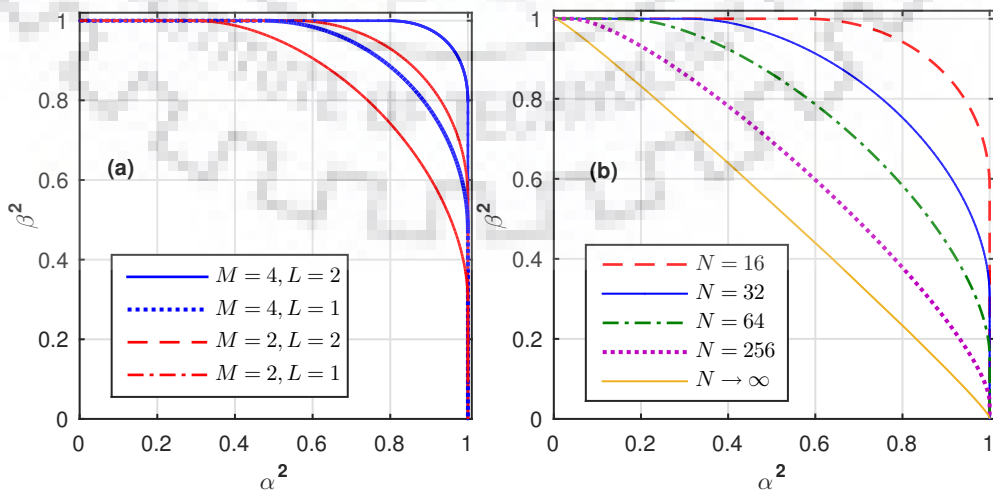 (a)
β²
1
0.8
0.6
0.4
0.2
0
M = 4, L = 2
M = 4, L = 1
M = 2, L = 2
M = 2, L = 1
0 0.2 0.4 0.6 0.8 1
α²
(b)
β²
1
0.8
0.6
0.4
0.2
0
N = 16
N = 32
N = 64
N = 256
N → ∞
0 0.2 0.4 0.6 0.8 1
α²